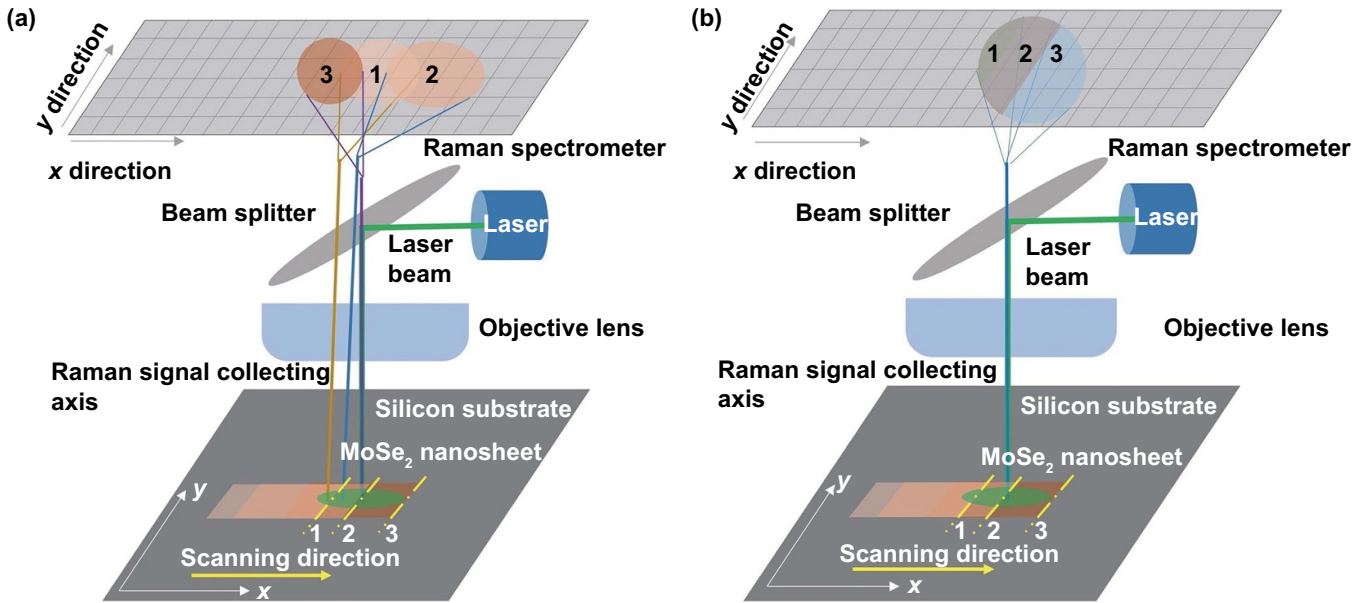 (a)
y direction
3 1 2
x direction
Raman spectrometer
Beam splitter
Laser
Laser
beam
Objective lens
Raman signal collecting
axis
Silicon substrate
MoSe₂ nanosheet
y
1 2 3
Scanning direction
x
(b)
y direction
1 2 3
x direction
Raman spectrometer
Beam splitter
Laser
Laser
beam
Objective lens
Raman signal collecting
axis
Silicon substrate
MoSe₂ nanosheet
y
1 2 3
Scanning direction
x